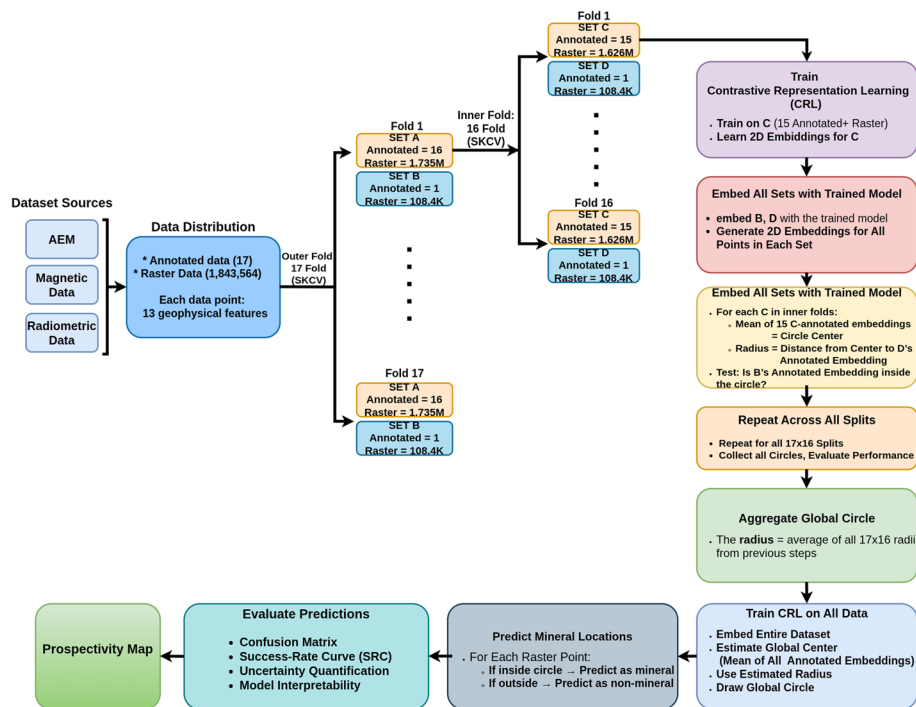 Dataset Sources
AEM
Magnetic
Data
Radiometric
Data
Data Distribution
* Annotated data (17)
* Raster Data (1,843,564)
Each data point:
13 geophysical features
Outer Fold
17 Fold
(SKCV)
Fold 1
SET A
Annotated = 16
Raster = 1.735M
SET B
Annotated = 1
Raster = 108.4K
Fold 17
SET A
Annotated = 16
Raster = 1.735M
SET B
Annotated = 1
Raster = 108.4K
Inner Fold:
16 Fold
(SKCV)
Fold 1
SET C
Annotated = 15
Raster = 1.626M
SET D
Annotated = 1
Raster = 108.4K
Fold 16
SET C
Annotated = 15
Raster = 1.626M
SET D
Annotated = 1
Raster = 108.4K
Train
Contrastive Representation Learning
(CRL)
• Train on C (15 Annotated+ Raster)
• Learn 2D Embiddings for C
Embed All Sets with Trained Model
• embed B, D with the trained model
• Generate 2D Embeddings for All
Points in Each Set
Embed All Sets with Trained Model
• For each C in inner folds:
• Mean of 15 C-annotated embeddings
= Circle Center
• Radius = Distance from Center to D's
Annotated Embedding
• Test: Is B's Annotated Embedding inside
the circle?
Repeat Across All Splits
• Repeat for all 17x16 Splits
• Collect all Circles, Evaluate Performance
Aggregate Global Circle
• The radius = average of all 17x16 radii
from previous steps
Train CRL on All Data
• Embed Entire Dataset
• Estimate Global Center
(Mean of All Annotated Embeddings)
• Use Estimated Radius
• Draw Global Circle
Predict Mineral Locations
• For Each Raster Point:
• If inside circle → Predict as mineral
• If outside → Predict as non-mineral
Evaluate Predictions
• Confusion Matrix
• Success-Rate Curve (SRC)
• Uncertainty Quantification
• Model Interpretability
Prospectivity Map